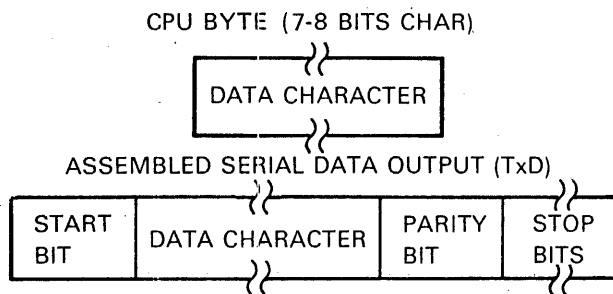 CPU BYTE (7-8 BITS CHAR)
DATA CHARACTER
ASSEMBLED SERIAL DATA OUTPUT (TxD)
START BIT
DATA CHARACTER
PARITY BIT
STOP BITS